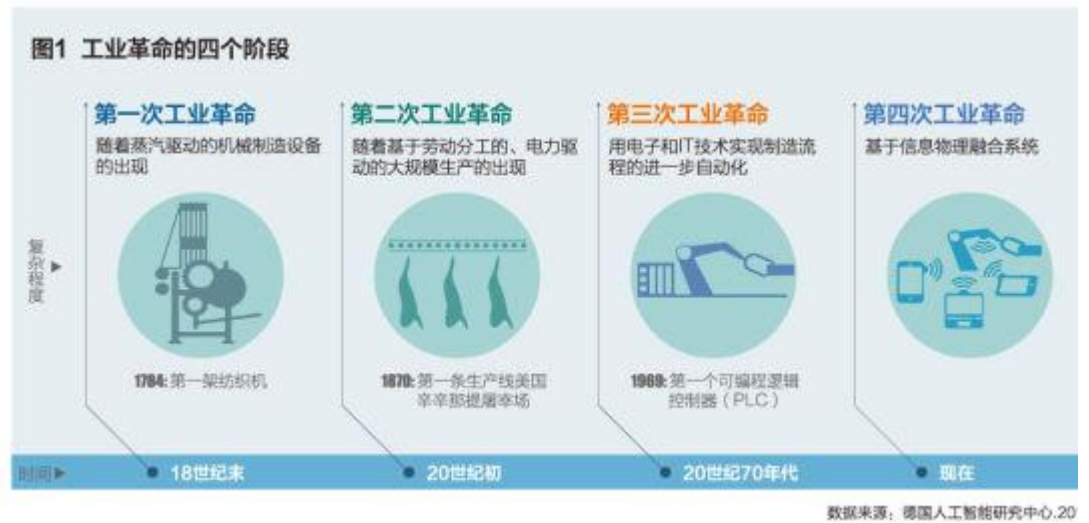 图1 工业革命的四个阶段
第一次工业革命
随着蒸汽驱动的机械制造设备
的出现
第二次工业革命
随着基于劳动分工的、电力驱
动的大规模生产的出现
第三次工业革命
用电子和IT技术实现制造流
程的进一步自动化
第四次工业革命
基于信息物理融合系统
复杂程度
1784:第一架纺织机
1870:第一条生产线美国
辛辛那提屠宰场
1969:第一个可编程逻辑
控制器(PLC)
时间
18世纪末
20世纪初
20世纪70年代
现在
数据来源:德国人工智能研究中心.20